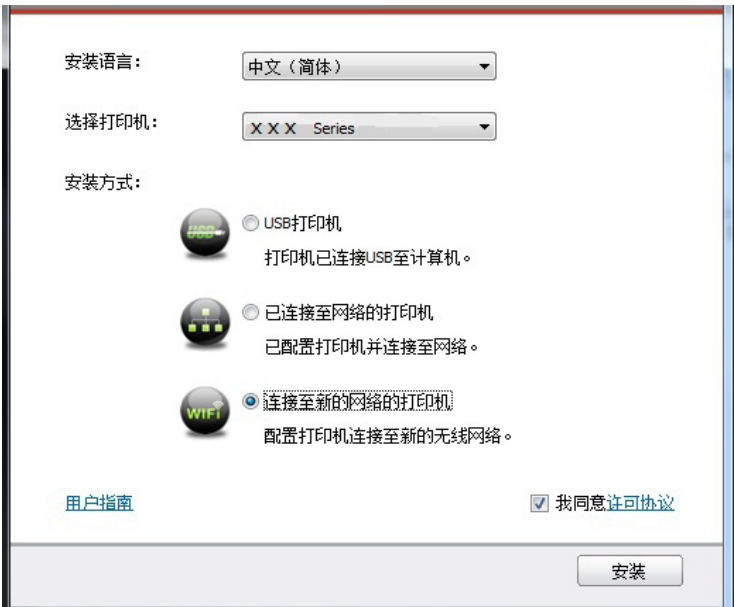 安装语言：
中文（简体）
选择打印机：
X X X Series
安装方式：
USB
USB打印机
打印机已连接USB至计算机。
已连接至网络的打印机
已配置打印机并连接至网络。
WiFi
连接至新的网络的打印机
配置打印机连接至新的无线网络。
用户指南
我同意许可协议
安装